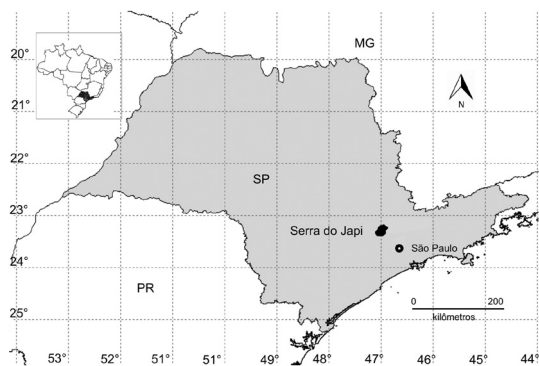 MG
20°
N
21°
22°
SP
23°
Serra do Japi
São Paulo
24°
PR
0 200
25°
kilômetros
53° 52° 51° 51° 49° 48° 47° 46° 45° 44°